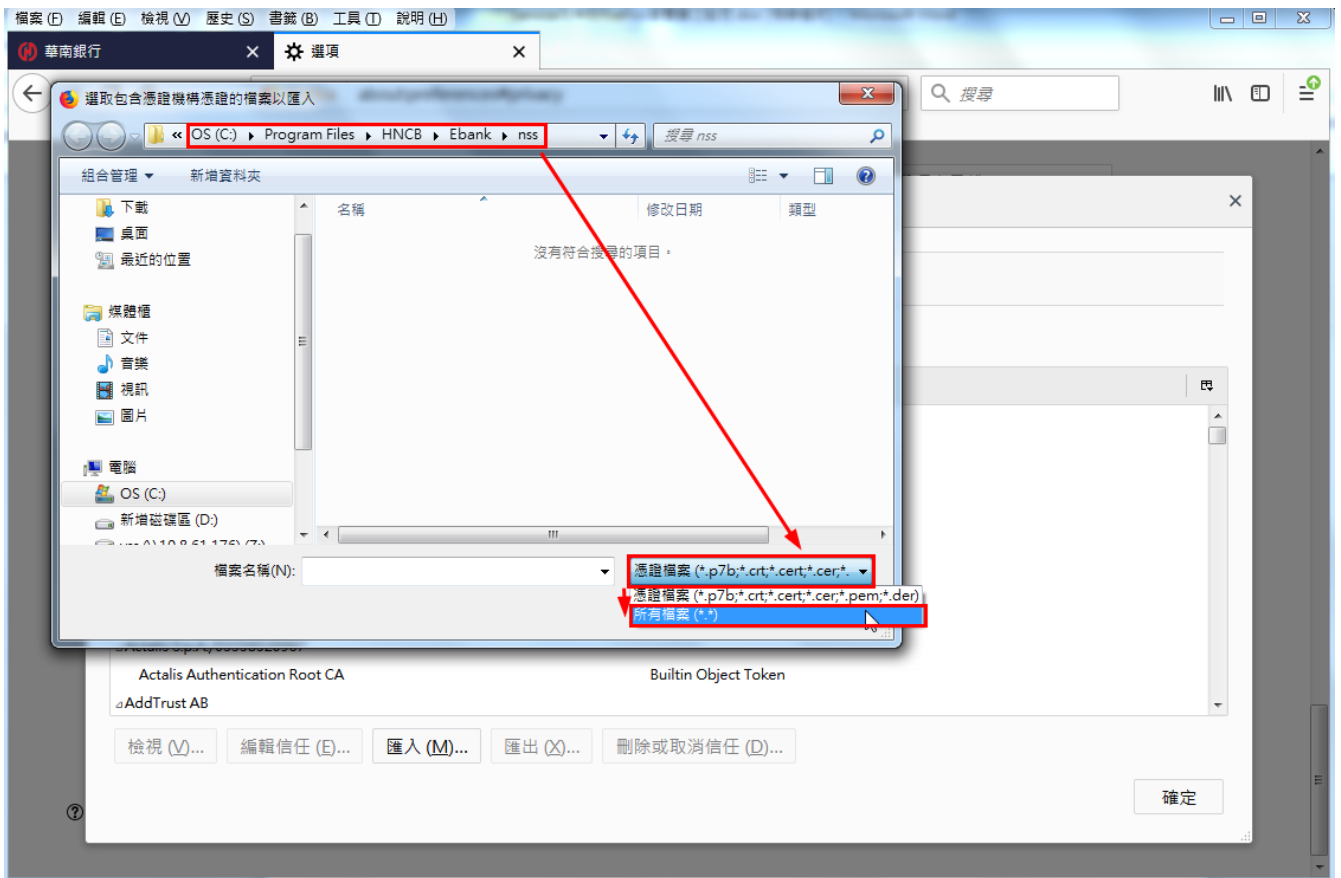 檔案 (F) 編輯 (E) 檢視 (V) 歷史 (S) 書籤 (B) 工具 (T) 說明 (H)
華南銀行
選項
搜尋
選取包含憑證機構憑證的檔案以匯入
« OS (C:) ▸ Program Files ▸ HNCB ▸ Ebank ▸ nss
搜尋 nss
組合管理
新增資料夾
下載
桌面
最近的位置
媒體櫃
文件
音樂
視訊
圖片
電腦
OS (C:)
新增磁碟區 (D:)
名稱
修改日期
類型
沒有符合搜尋的項目。
檔案名稱(N):
憑證檔案 (*.p7b;*.crt;*.cert;*.cer;*.
憑證檔案 (*.p7b;*.crt;*.cert;*.cer;*.pem;*.der)
所有檔案 (*.*)
Actalis Authentication Root CA
Builtin Object Token
AddTrust AB
檢視 (V)...
編輯信任 (E)...
匯入 (M)...
匯出 (X)...
刪除或取消信任 (D)...
確定